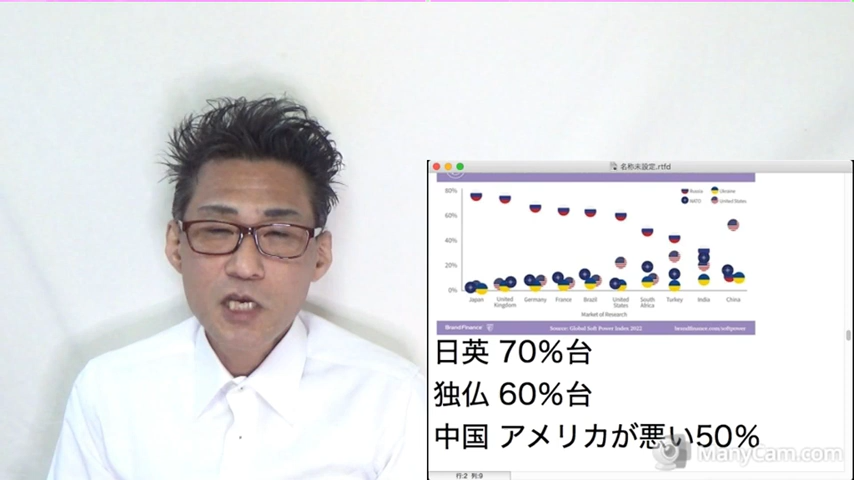 名称未設定.rtfd
80%
60%
40%
20%
0%
Russia
Ukraine
NATO
United States
Japan
United Kingdom
Germany
France
Brazil
United States
South Africa
Turkey
India
China
Market of Research
BrandFinance
Source: Global Soft Power Index 2022
brandfinance.com/softpower
日英 70%台
独仏 60%台
中国 アメリカが悪い50%
ManyCam.com
行:2 列:9